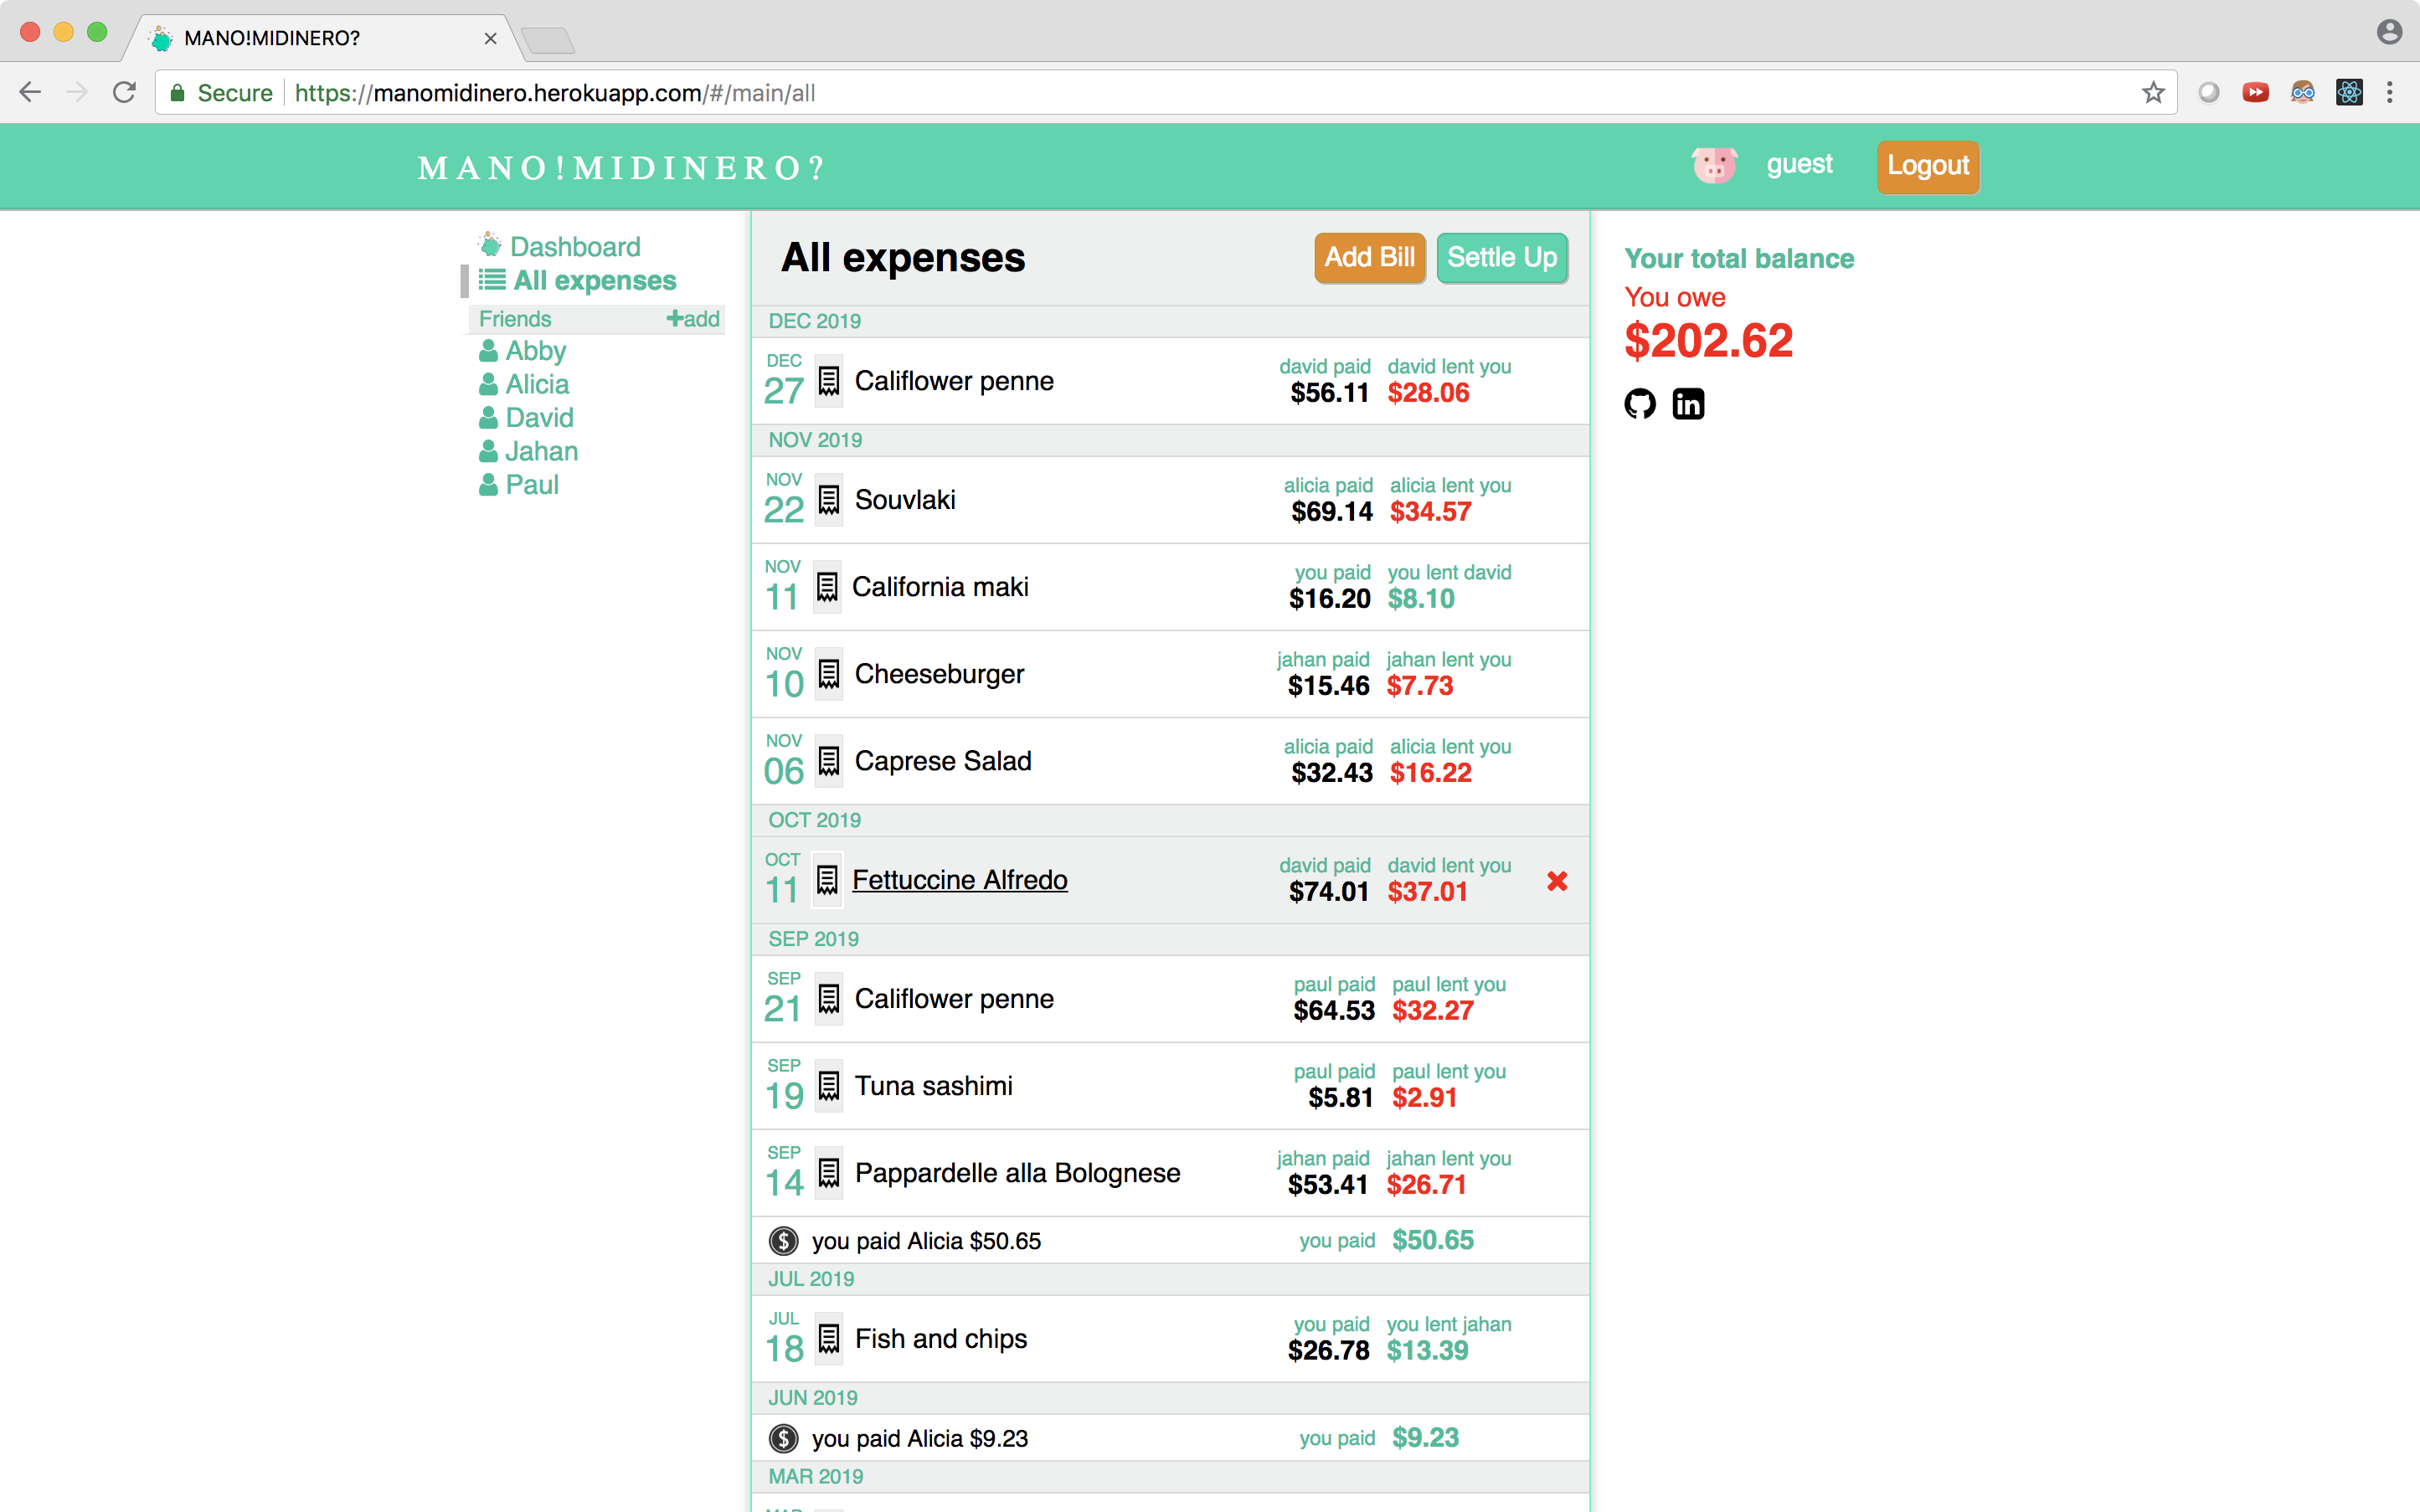 MANO!MIDINERO?
Secure https://manomidinero.herokuapp.com/#/main/all
MANO!MIDINERO?
guest
Logout
Dashboard
All expenses
Friends
add
Abby
Alicia
David
Jahan
Paul
All expenses
Add Bill
Settle Up
DEC 2019
DEC
27
Califlower penne
david paid
$56.11
david lent you
$28.06
NOV 2019
NOV
22
Souvlaki
alicia paid
$69.14
alicia lent you
$34.57
NOV
11
California maki
you paid
$16.20
you lent david
$8.10
NOV
10
Cheeseburger
jahan paid
$15.46
jahan lent you
$7.73
NOV
06
Caprese Salad
alicia paid
$32.43
alicia lent you
$16.22
OCT 2019
OCT
11
Fettuccine Alfredo
david paid
$74.01
david lent you
$37.01
SEP 2019
SEP
21
Califlower penne
paul paid
$64.53
paul lent you
$32.27
SEP
19
Tuna sashimi
paul paid
$5.81
paul lent you
$2.91
SEP
14
Pappardelle alla Bolognese
jahan paid
$53.41
jahan lent you
$26.71
you paid Alicia $50.65
you paid $50.65
JUL 2019
JUL
18
Fish and chips
you paid
$26.78
you lent jahan
$13.39
JUN 2019
you paid Alicia $9.23
you paid $9.23
MAR 2019
Your total balance
You owe
$202.62
in